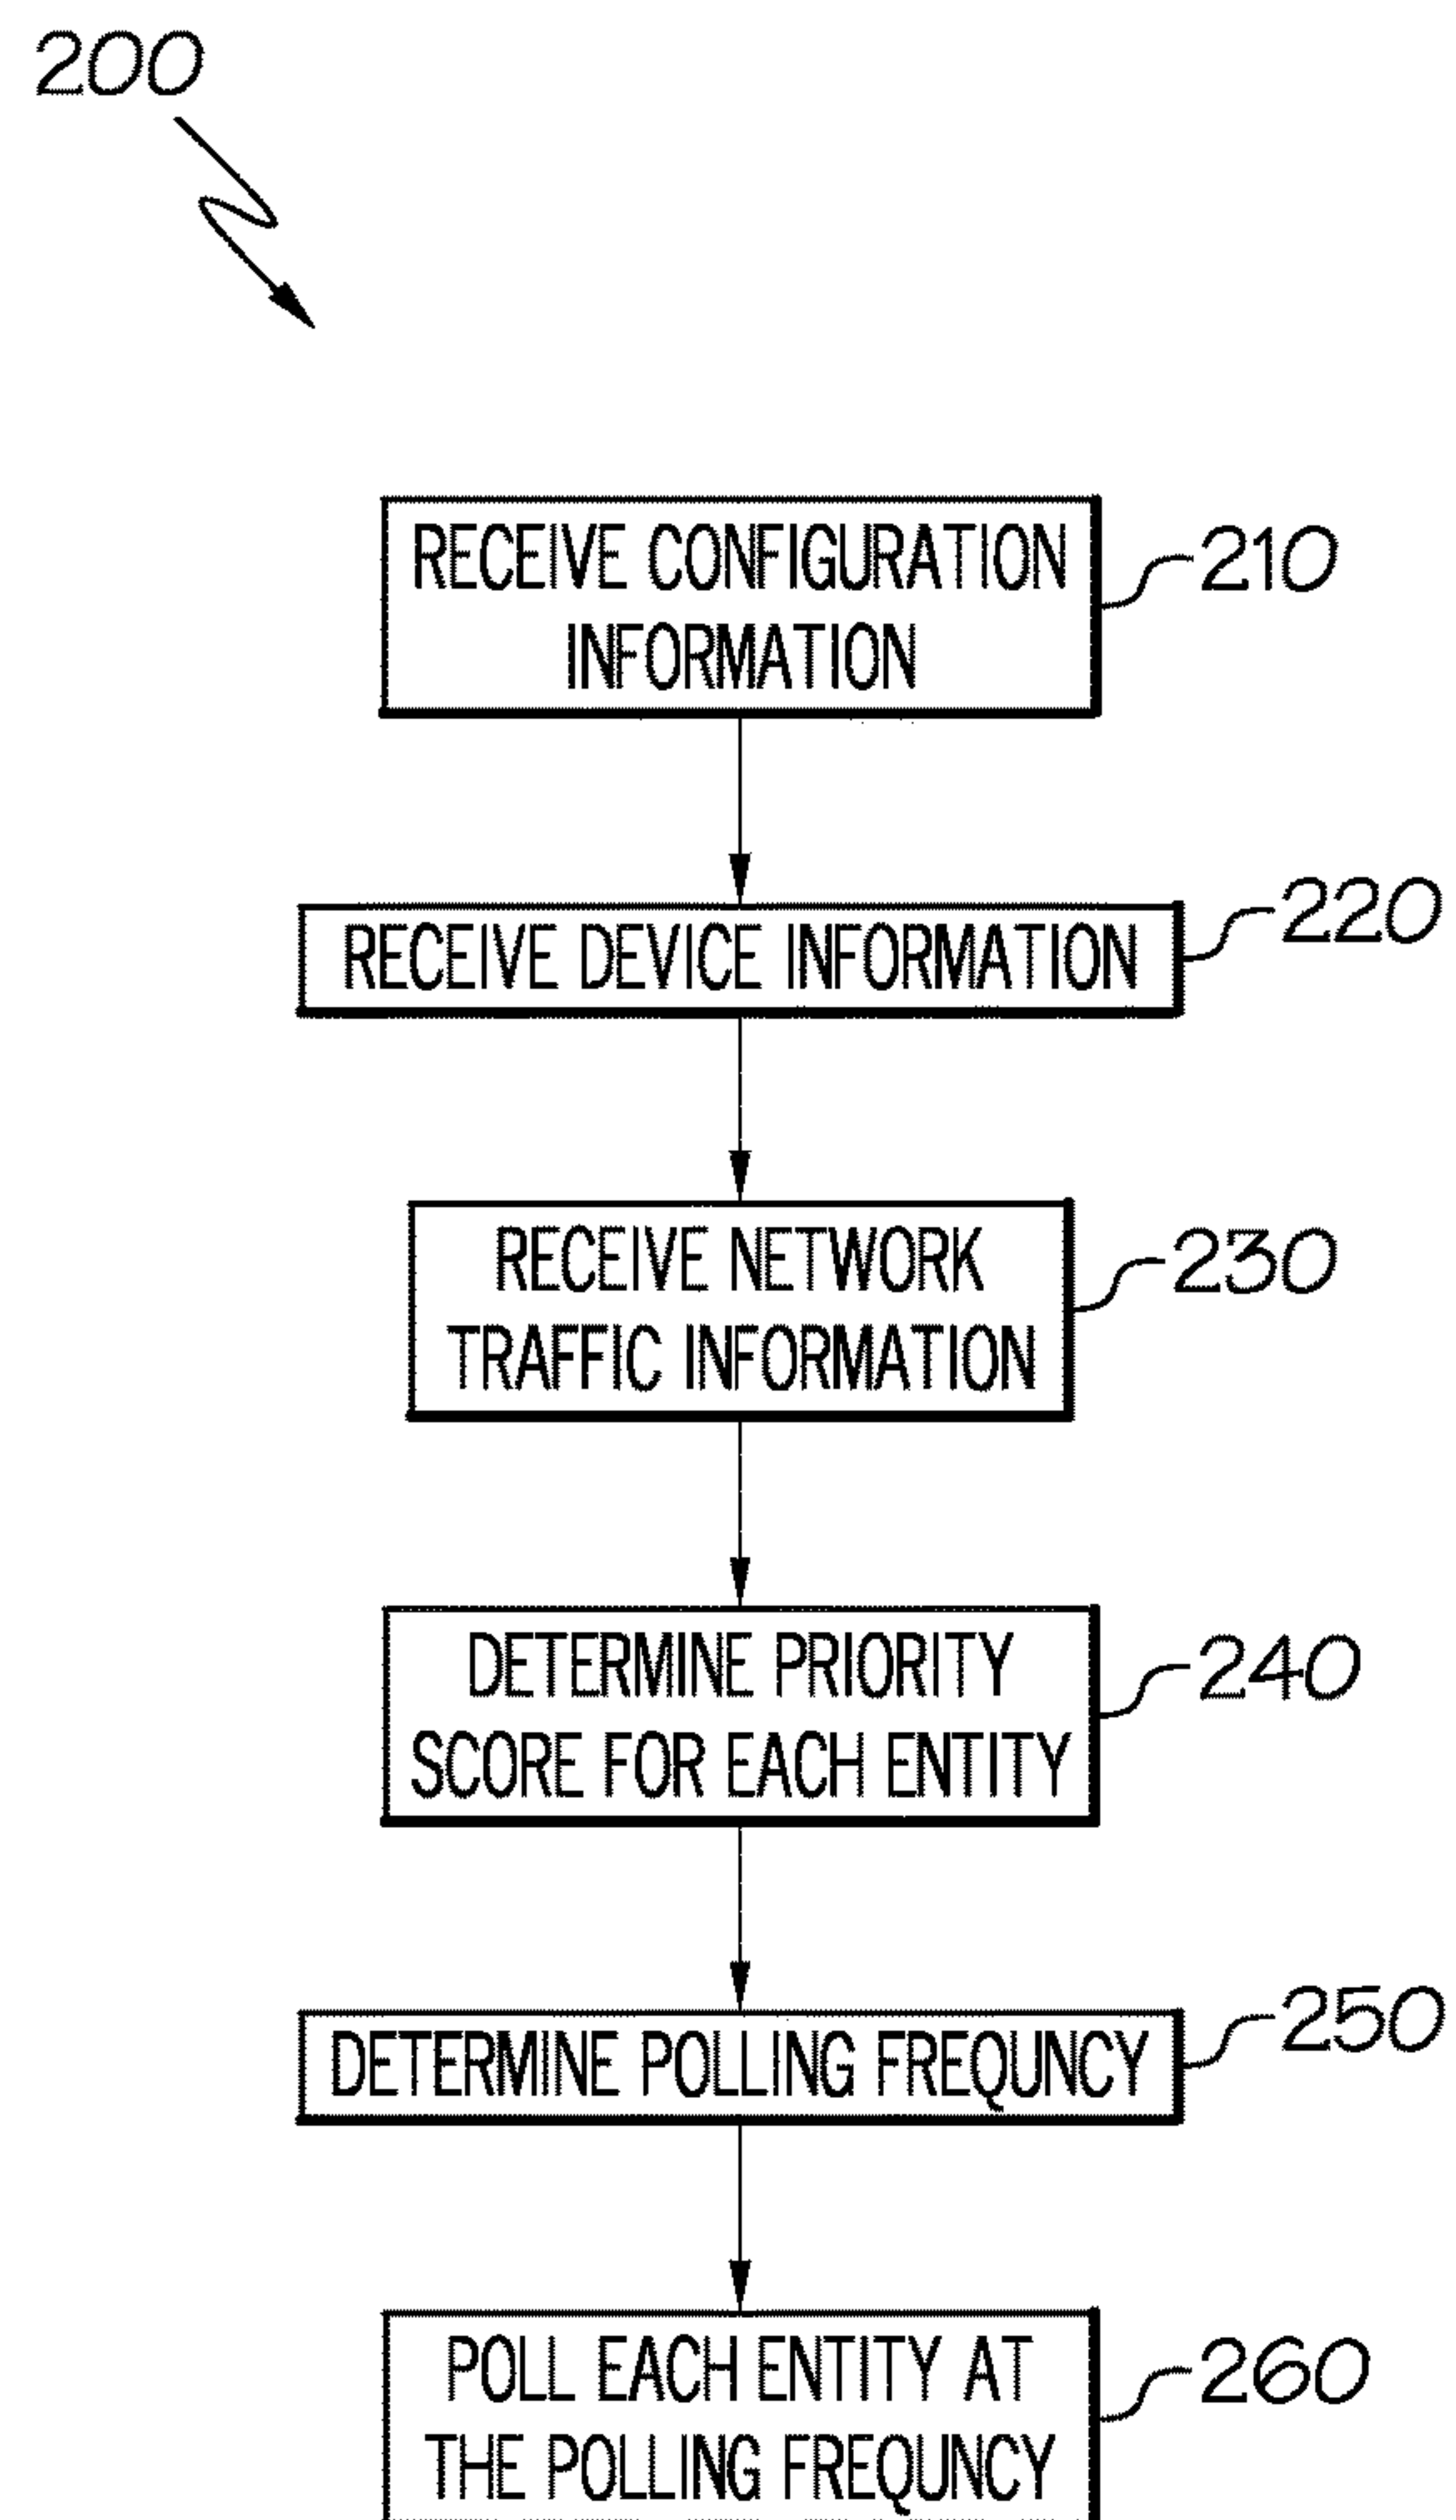 200
RECEIVE CONFIGURATION
INFORMATION
210
RECEIVE DEVICE INFORMATION
220
RECEIVE NETWORK
TRAFFIC INFORMATION
230
DETERMINE PRIORITY
SCORE FOR EACH ENTITY
240
DETERMINE POLLING FREQUNCY
250
POLL EACH ENTITY AT
THE POLLING FREQUNCY
260